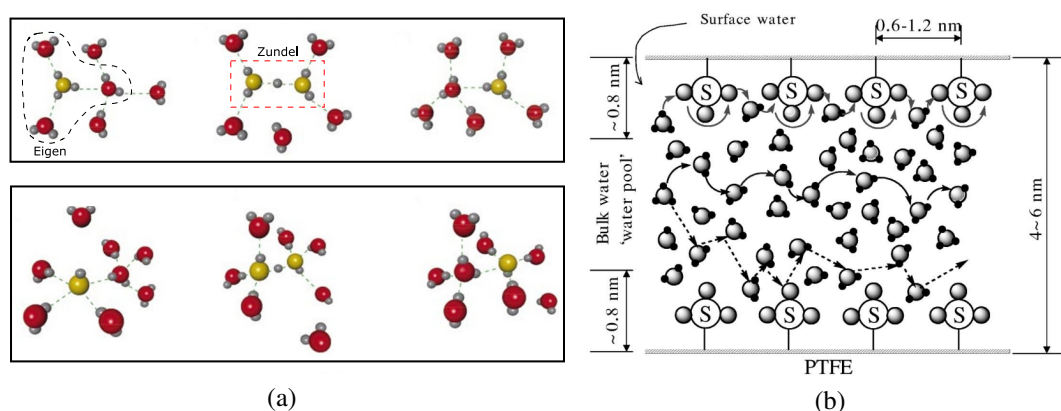 Eigen
Zundel
(a)
Surface water
0.6-1.2 nm
~0.8 nm
Bulk water
'water pool'
~0.8 nm
4~6 nm
S
S
S
S
S
S
S
S
PTFE
(b)